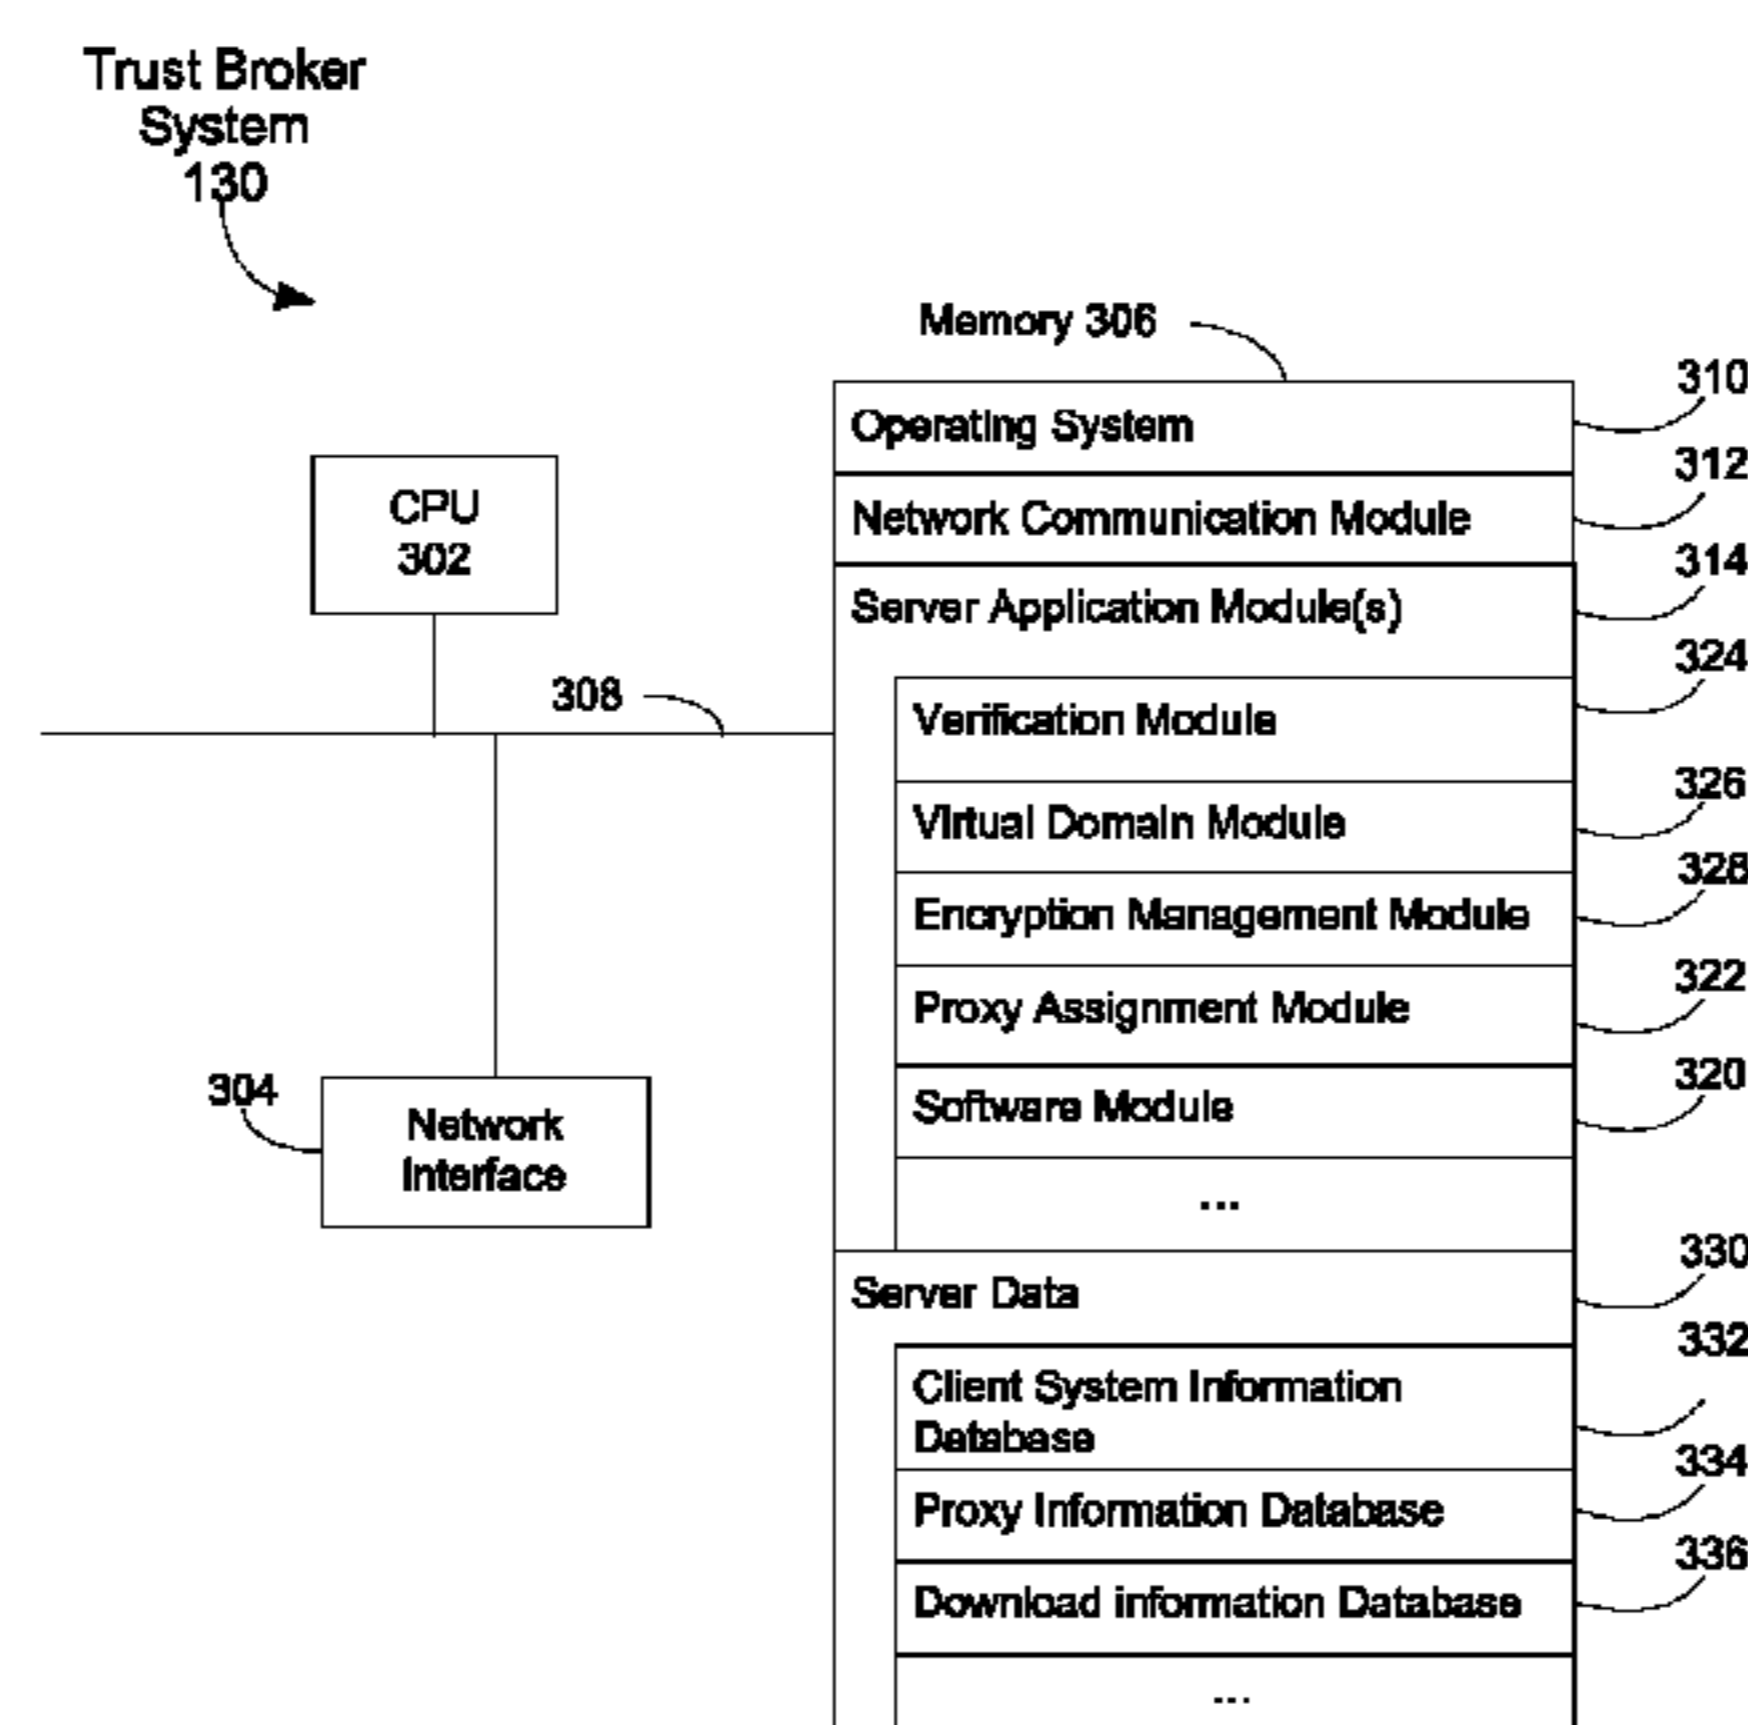 Trust Broker
System
130
Memory 306
310
Operating System
312
Network Communication Module
314
Server Application Module(s)
324
Verification Module
326
Virtual Domain Module
328
Encryption Management Module
322
Proxy Assignment Module
320
Software Module
...
330
Server Data
332
Client System Information
Database
334
Proxy Information Database
336
Download information Database
...
CPU
302
308
304
Network
Interface